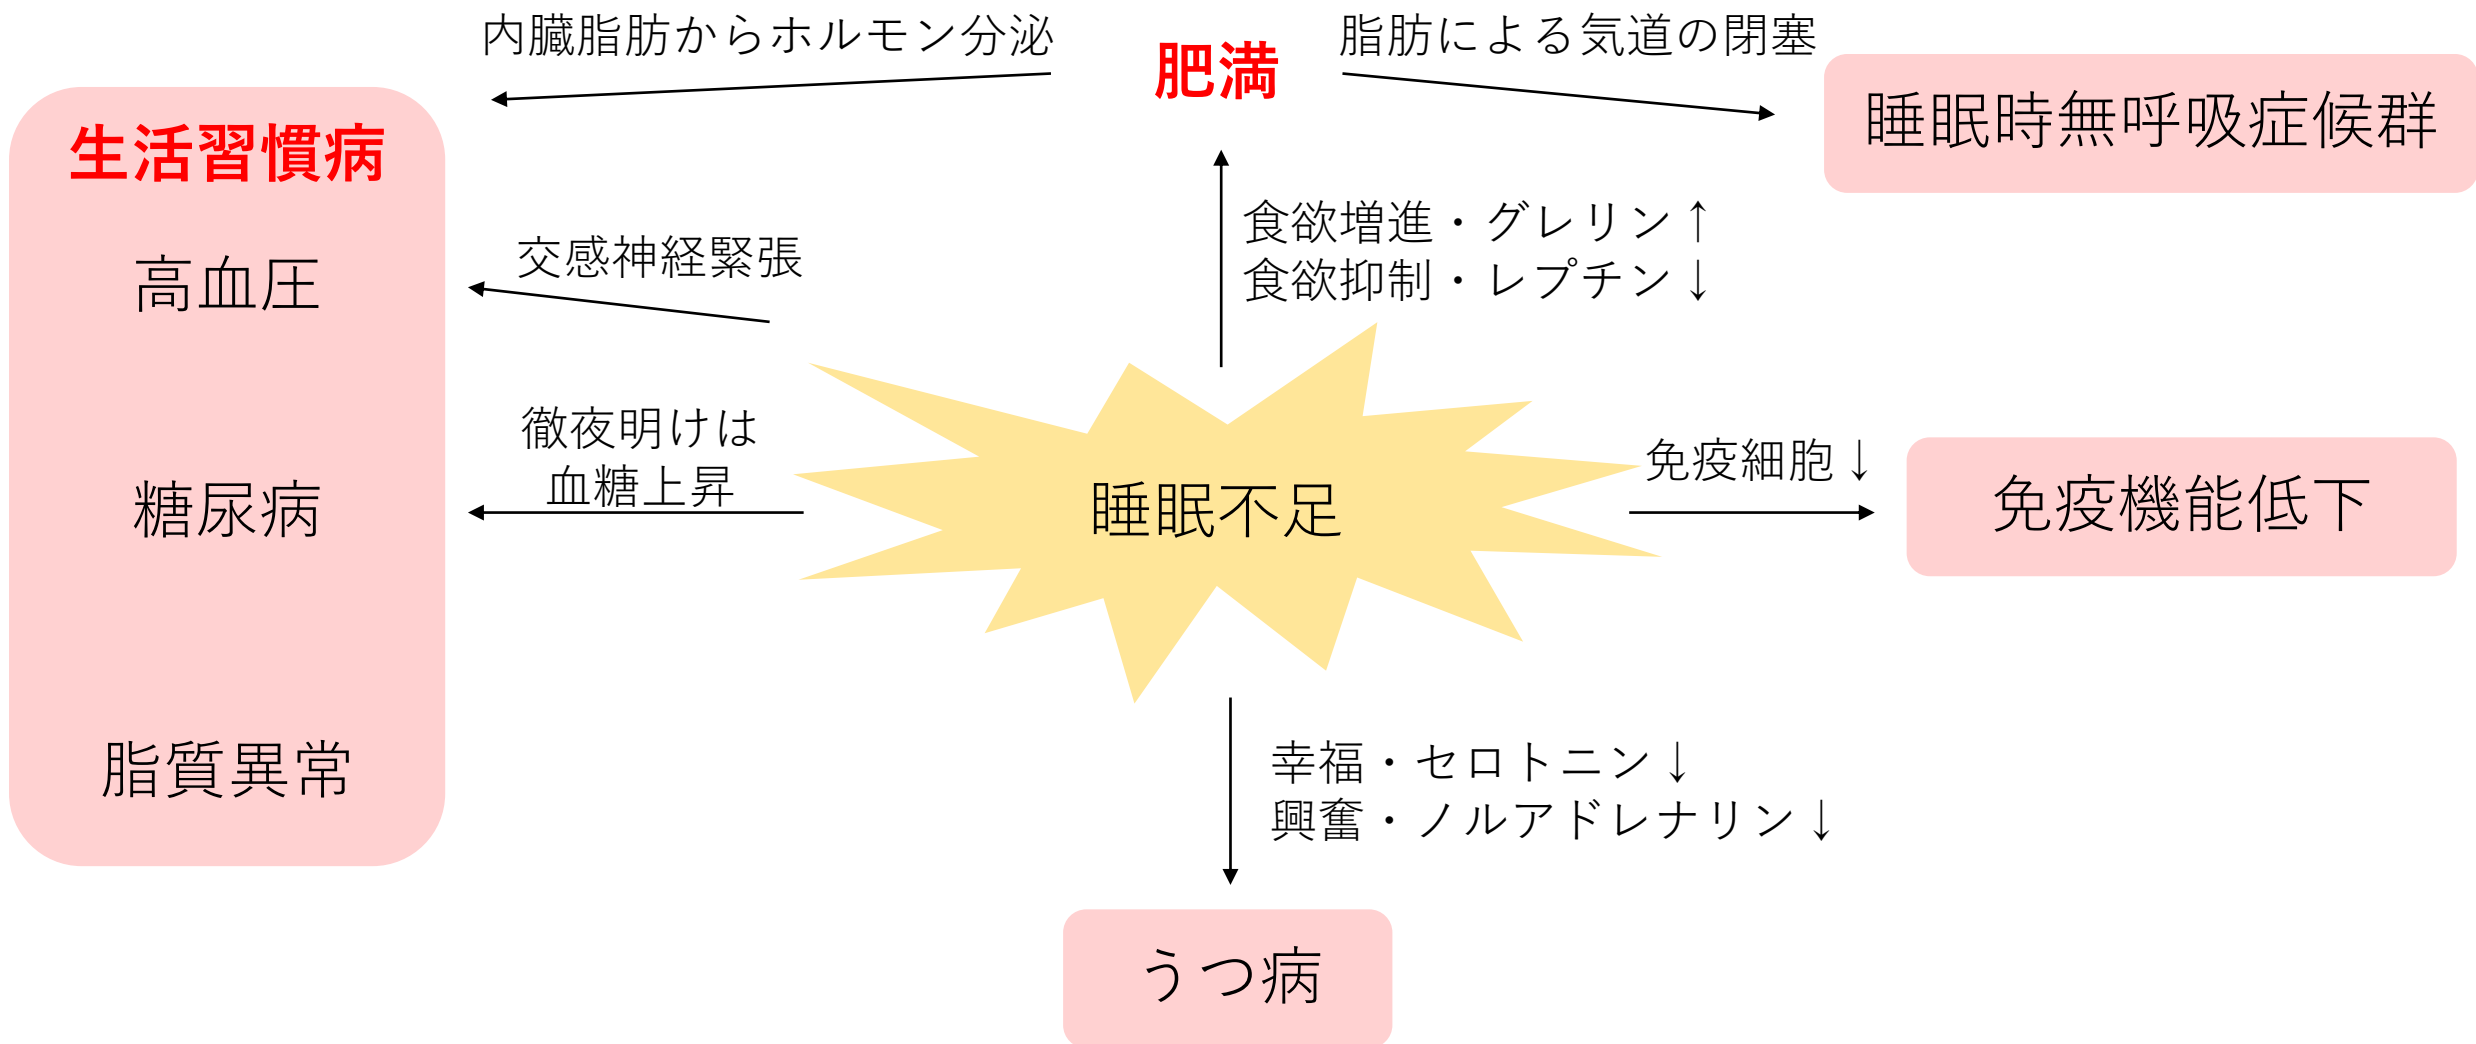 内臓脂肪からホルモン分泌
肥満
脂肪による気道の閉塞
睡眠時無呼吸症候群
生活習慣病
食欲増進・グレリン↑
食欲抑制・レプチン↓
高血圧
交感神経緊張
徹夜明けは
血糖上昇
糖尿病
睡眠不足
免疫細胞↓
免疫機能低下
脂質異常
幸福・セロトニン↓
興奮・ノルアドレナリン↓
うつ病